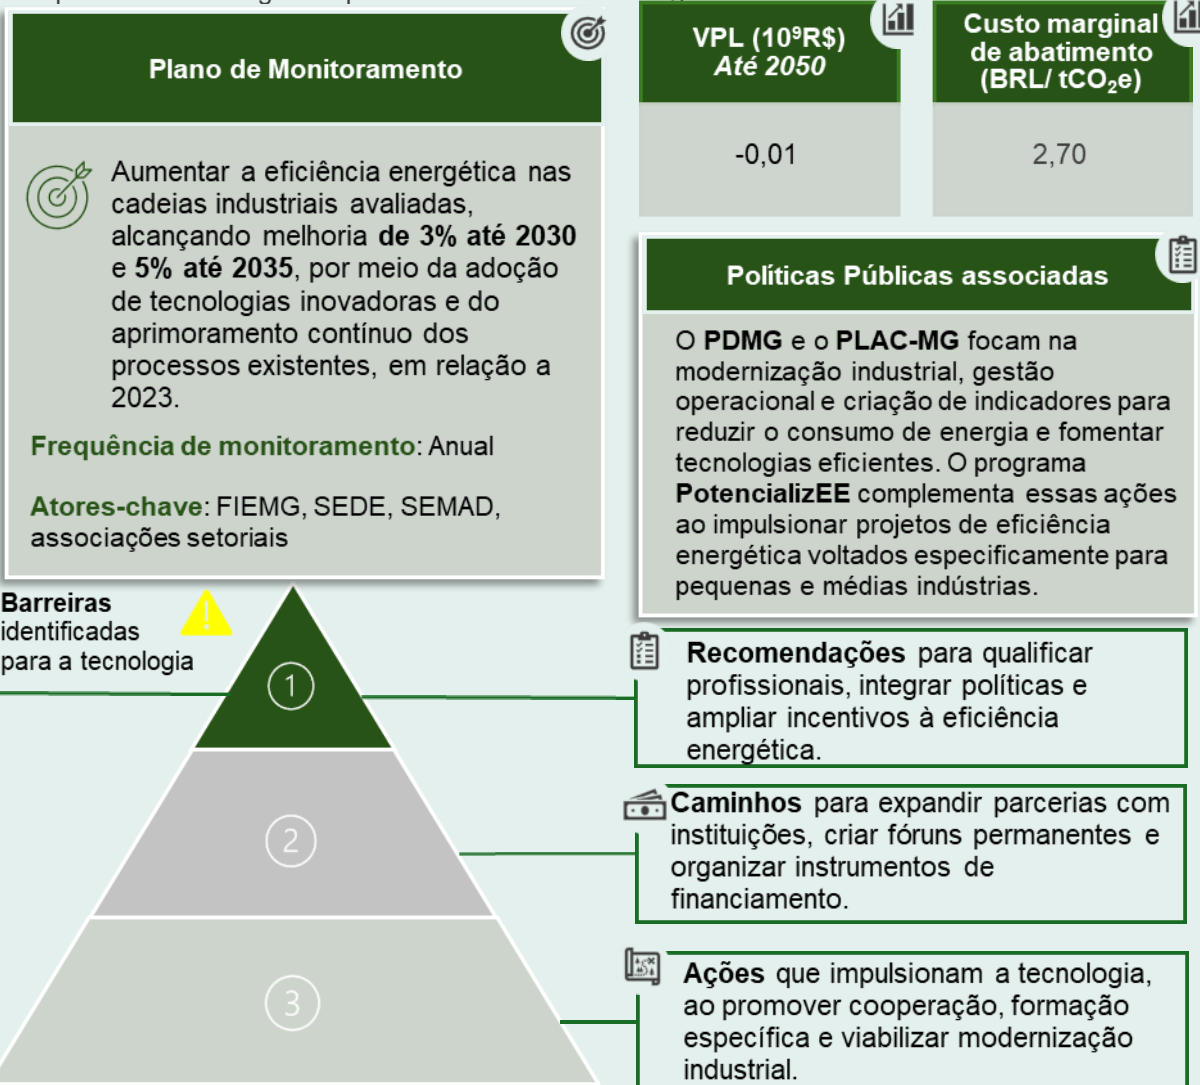 Plano de Monitoramento
Aumentar a eficiência energética nas
cadeias industriais avaliadas,
alcançando melhoria de 3% até 2030
e 5% até 2035, por meio da adoção
de tecnologias inovadoras e do
aprimoramento contínuo dos
processos existentes, em relação a
2023.
Frequência de monitoramento: Anual
Atores-chave: FIEMG, SEDE, SEMAD,
associações setoriais
VPL (10⁹R$)
Até 2050
-0,01
Custo marginal
de abatimento
(BRL/ tCO₂e)
2,70
Políticas Públicas associadas
O PDMG e o PLAC-MG focam na
modernização industrial, gestão
operacional e criação de indicadores para
reduzir o consumo de energia e fomentar
tecnologias eficientes. O programa
PotencializEE complementa essas ações
ao impulsionar projetos de eficiência
energética voltados especificamente para
pequenas e médias indústrias.
Barreiras
identificadas
para a tecnologia
1
Recomendações para qualificar
profissionais, integrar políticas e
ampliar incentivos à eficiência
energética.
2
Caminhos para expandir parcerias com
instituições, criar fóruns permanentes e
organizar instrumentos de
financiamento.
3
Ações que impulsionam a tecnologia,
ao promover cooperação, formação
específica e viabilizar modernização
industrial.